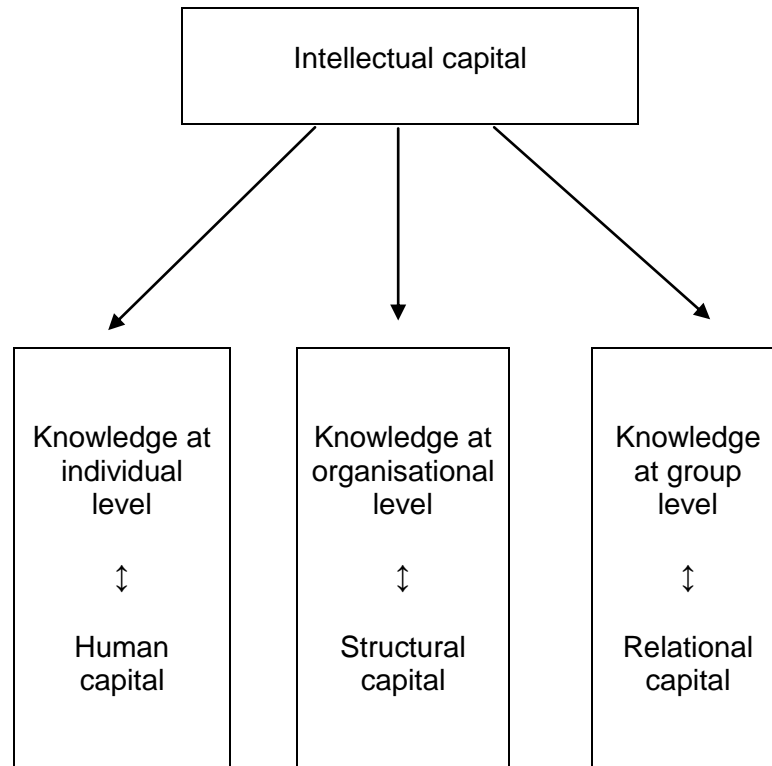 Intellectual capital
Knowledge at
individual
level
↕
Human
capital
Knowledge at
organisational
level
↕
Structural
capital
Knowledge
at group
level
↕
Relational
capital